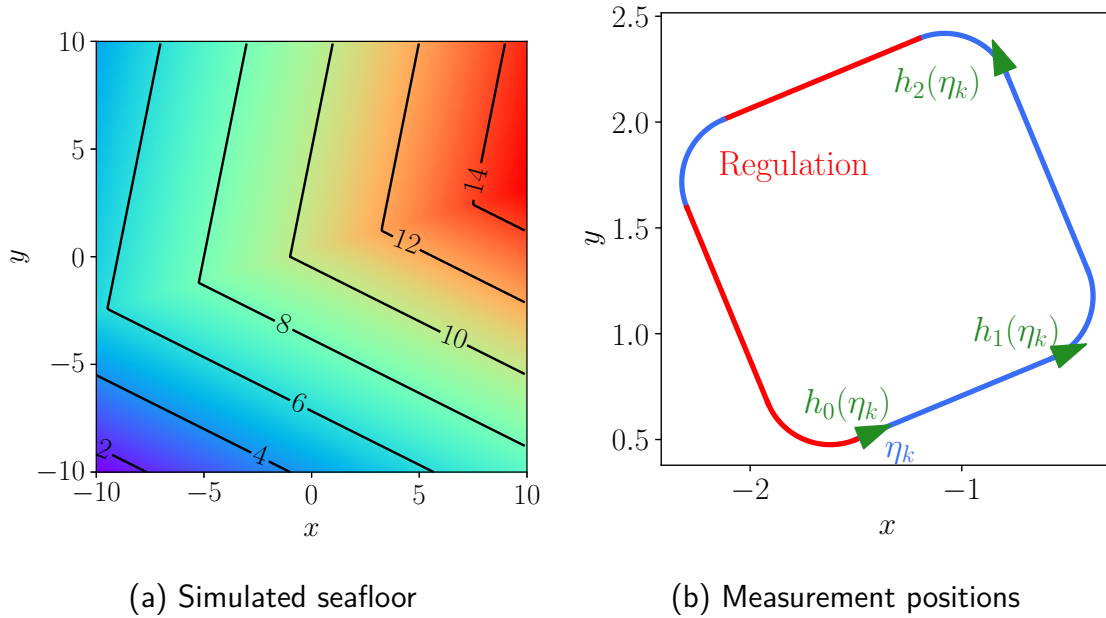 10
5
0
−5
−10
y
−10
−5
0
5
10
x
2
4
6
8
10
12
14
(a) Simulated seafloor
2.5
2.0
1.5
1.0
0.5
y
−2
−1
x
h₂(ηₖ)
Regulation
h₁(ηₖ)
h₀(ηₖ)
ηₖ
(b) Measurement positions